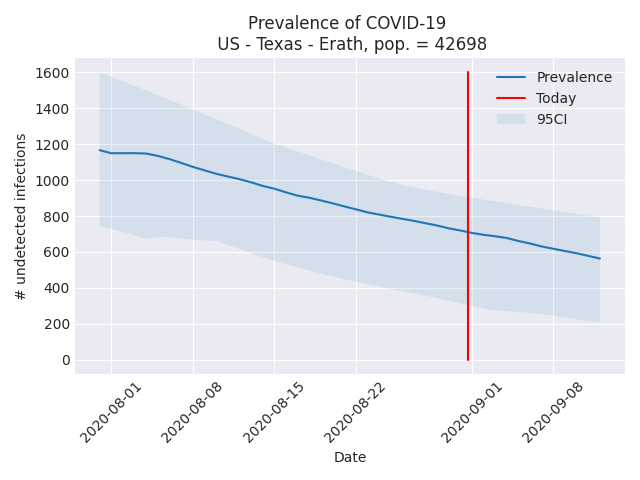 Prevalence of COVID-19
US - Texas - Erath, pop. = 42698
Prevalence
Today
95CI
# undetected infections
1600
1400
1200
1000
800
600
400
200
0
2020-08-01
2020-08-08
2020-08-15
2020-08-22
2020-09-01
2020-09-08
Date